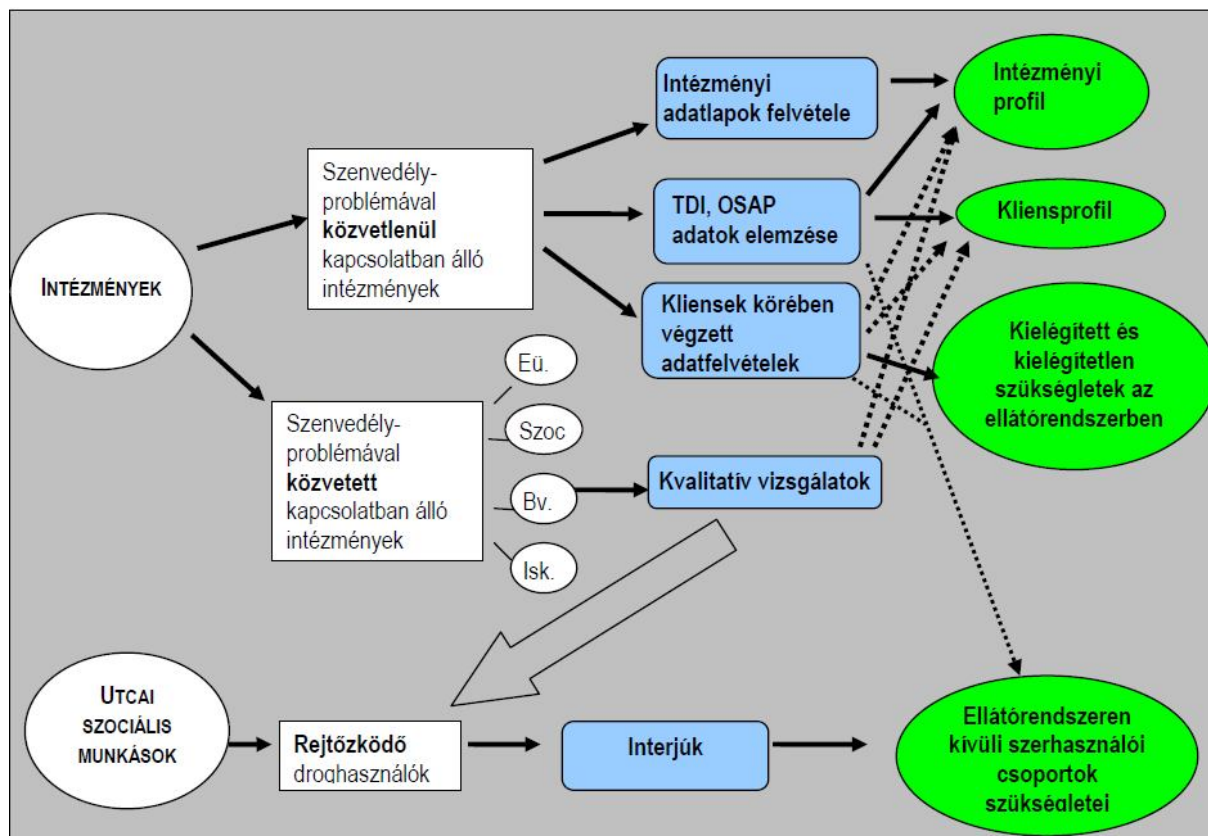 Intézményi
adatlapok felvétele
Intézményi
profil
Szenvedély-
problémával
közvetlenül
kapcsolatban álló
intézmények
TDI, OSAP
adatok elemzése
Kliensprofil
INTÉZMÉNYEK
Kliensek körében
végzett
adatfelvételek
Kielégített és
kielégítetlen
szükségletek az
ellátórendszerben
Szenvedély-
problémával
közvetett
kapcsolatban álló
intézmények
Eü.
Szoc
Bv.
Isk.
Kvalitatív vizsgálatok
UTCAI
SZOCIÁLIS
MUNKÁSOK
Rejtőzködő
droghasználók
Interjúk
Ellátórendszeren
kívüli szerhasználói
csoportok
szükségletei